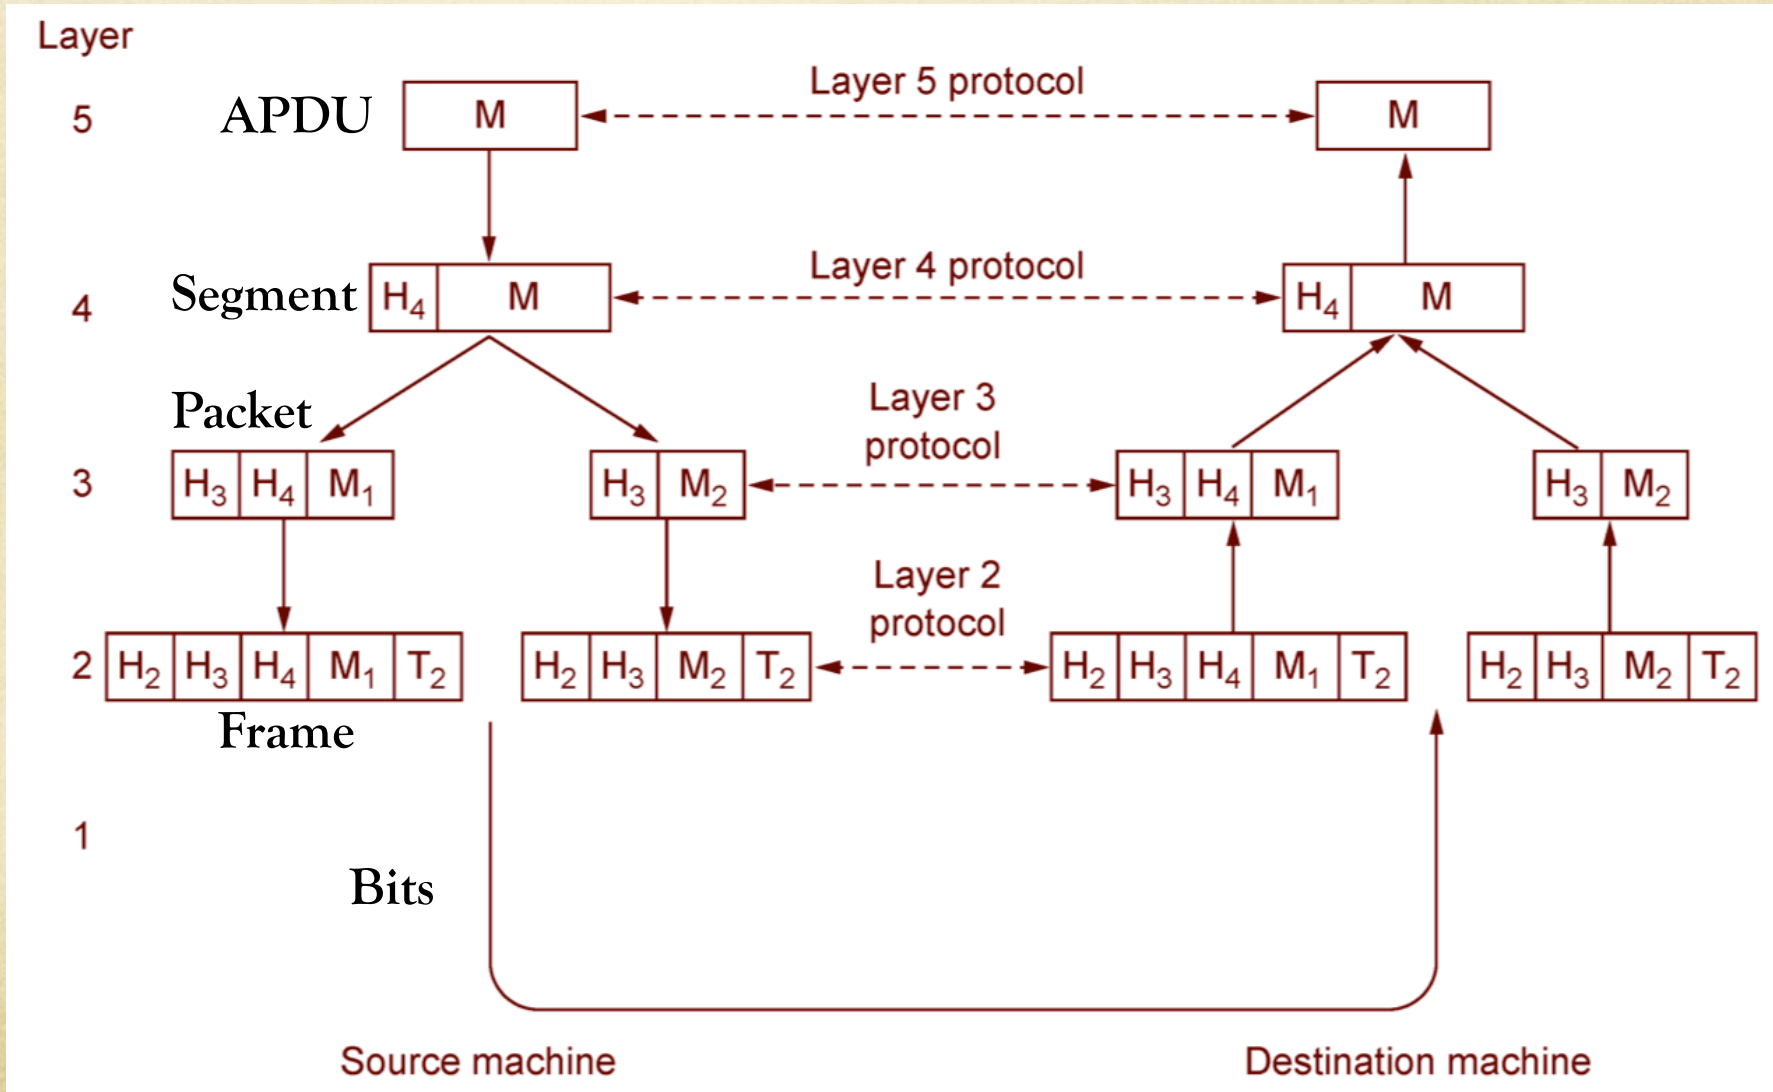 Layer
5 APDU M Layer 5 protocol M
4 Segment H₄ M Layer 4 protocol H₄ M
Packet
Layer 3
protocol
3 H₃ H₄ M₁ H₃ M₂ H₃ H₄ M₁ H₃ M₂
Layer 2
protocol
2 H₂ H₃ H₄ M₁ T₂ H₂ H₃ M₂ T₂ H₂ H₃ H₄ M₁ T₂ H₂ H₃ M₂ T₂
Frame
1
Bits
Source machine Destination machine